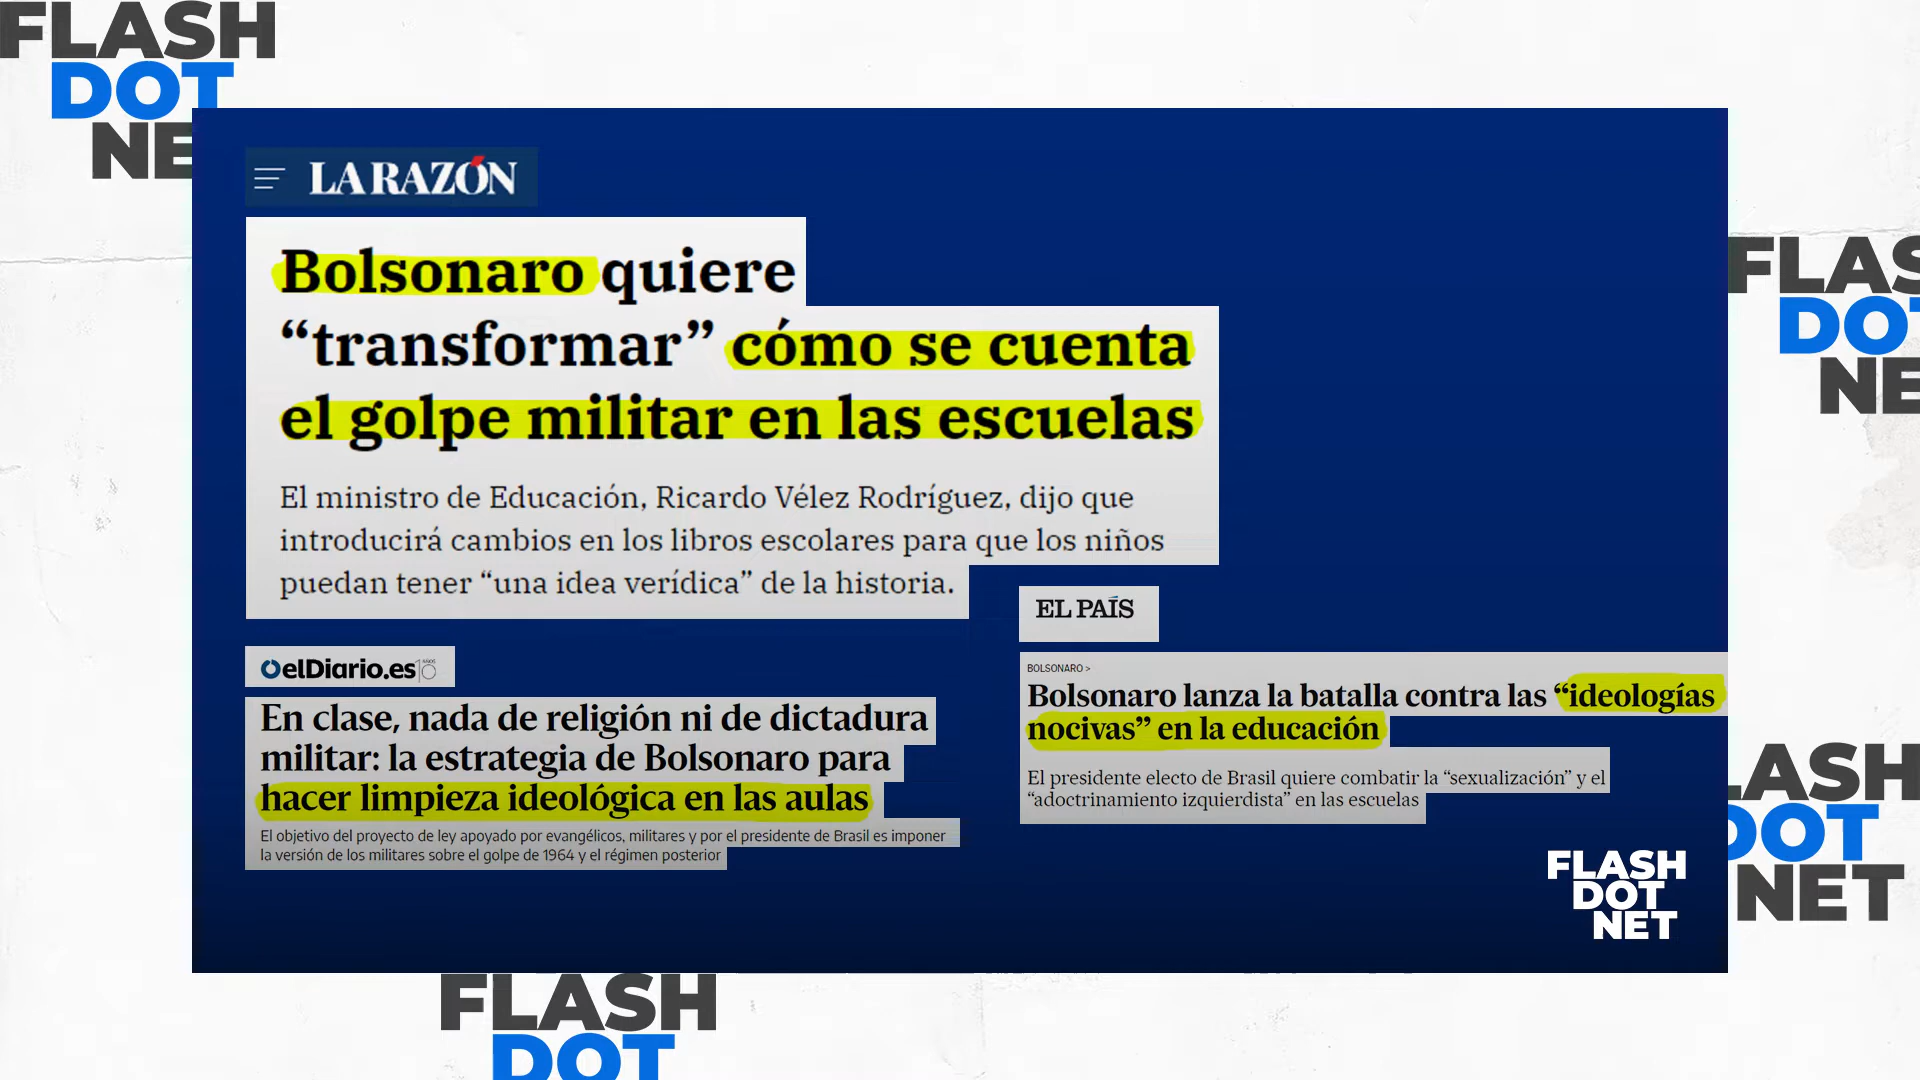 FLASH
DOT
NE
LA RAZÓN
Bolsonaro quiere
“transformar” cómo se cuenta
el golpe militar en las escuelas
El ministro de Educación, Ricardo Vélez Rodríguez, dijo que
introducirá cambios en los libros escolares para que los niños
puedan tener “una idea verídica” de la historia.
elDiario.es 10 AÑOS
En clase, nada de religión ni de dictadura
militar: la estrategia de Bolsonaro para
hacer limpieza ideológica en las aulas
El objetivo del proyecto de ley apoyado por evangélicos, militares y por el presidente de Brasil es imponer
la versión de los militares sobre el golpe de 1964 y el régimen posterior
EL PAÍS
BOLSONARO >
Bolsonaro lanza la batalla contra las “ideologías
nocivas” en la educación
El presidente electo de Brasil quiere combatir la “sexualización” y el
“adoctrinamiento izquierdista” en las escuelas
FLASH
DOT
NET
FLAS
DOT
NE
LASH
DOT
NET
FLASH
DOT